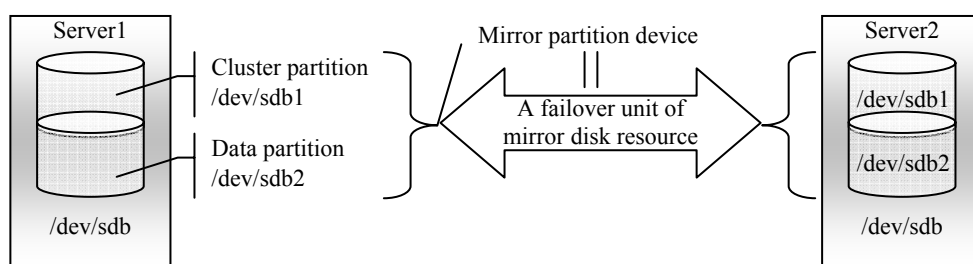 Server1
Cluster partition
/dev/sdb1
Data partition
/dev/sdb2
/dev/sdb
Mirror partition device
A failover unit of
mirror disk resource
Server2
/dev/sdb1
/dev/sdb2
/dev/sdb